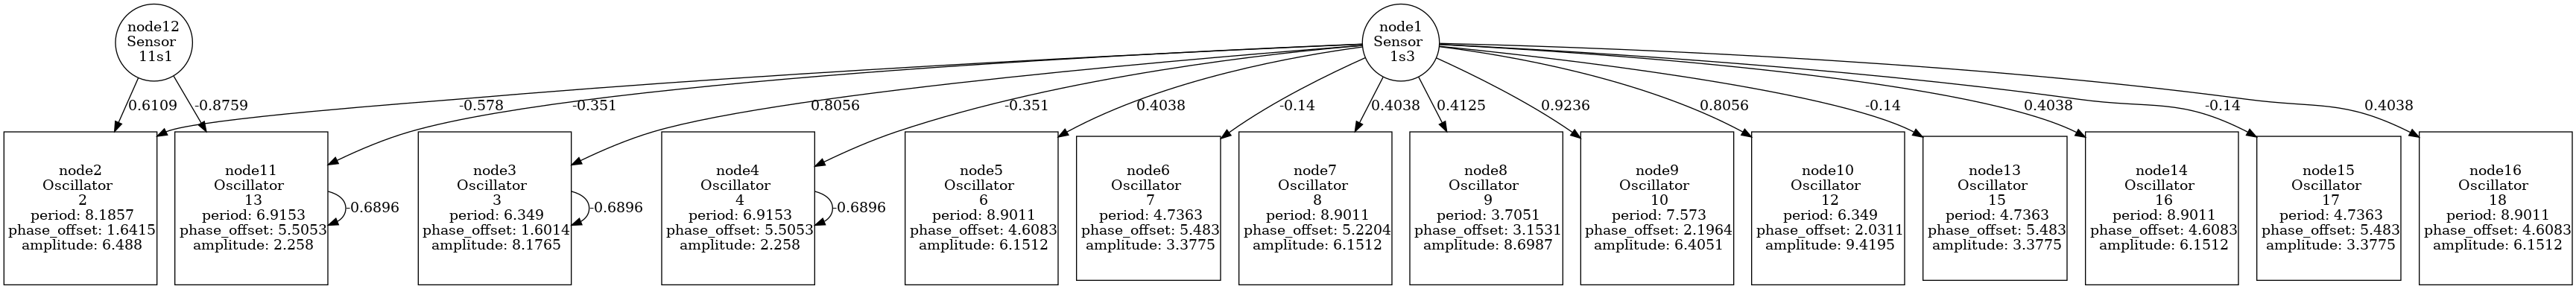 node12
Sensor
11s1
node1
Sensor
1s3
0.6109
-0.8759
-0.578
-0.351
0.8056
-0.351
0.4038
-0.14
0.4038
0.4125
0.9236
0.8056
-0.14
0.4038
-0.14
0.4038
node2
Oscillator
2
period: 8.1857
phase_offset: 1.6415
amplitude: 6.488
node11
Oscillator
13
period: 6.9153
phase_offset: 5.5053
amplitude: 2.258
-0.6896
node3
Oscillator
3
period: 6.349
phase_offset: 1.6014
amplitude: 8.1765
-0.6896
node4
Oscillator
4
period: 6.9153
phase_offset: 5.5053
amplitude: 2.258
-0.6896
node5
Oscillator
6
period: 8.9011
phase_offset: 4.6083
amplitude: 6.1512
node6
Oscillator
7
period: 4.7363
phase_offset: 5.483
amplitude: 3.3775
node7
Oscillator
8
period: 8.9011
phase_offset: 5.2204
amplitude: 6.1512
node8
Oscillator
9
period: 3.7051
phase_offset: 3.1531
amplitude: 8.6987
node9
Oscillator
10
period: 7.573
phase_offset: 2.1964
amplitude: 6.4051
node10
Oscillator
12
period: 6.349
phase_offset: 2.0311
amplitude: 9.4195
node13
Oscillator
15
period: 4.7363
phase_offset: 5.483
amplitude: 3.3775
node14
Oscillator
16
period: 8.9011
phase_offset: 4.6083
amplitude: 6.1512
node15
Oscillator
17
period: 4.7363
phase_offset: 5.483
amplitude: 3.3775
node16
Oscillator
18
period: 8.9011
phase_offset: 4.6083
amplitude: 6.1512